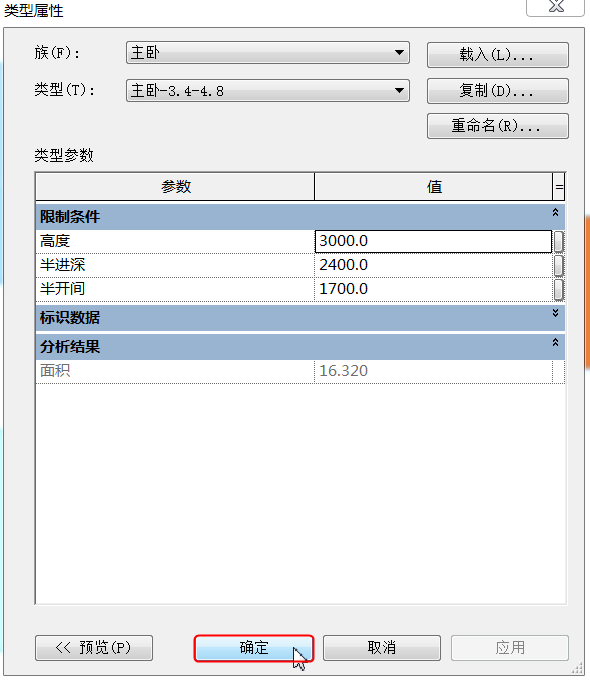 类型属性
族(F): 主卧 载入(L)...
类型(T): 主卧-3.4-4.8 复制(D)...
重命名(R)...
类型参数
参数 值 =
限制条件
高度 3000.0
半进深 2400.0
半开间 1700.0
标识数据
分析结果
面积 16.320
<< 预览(P) 确定 取消 应用